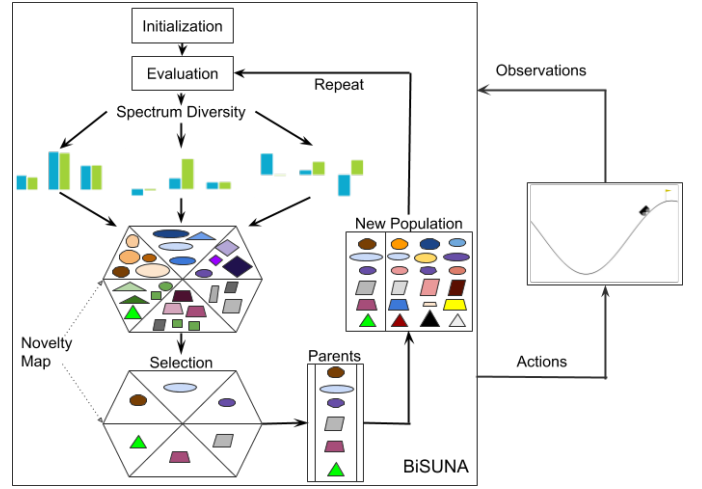 Initialization
Evaluation
Repeat
Observations
Spectrum Diversity
New Population
Novelty
Map
Selection
Parents
Actions
BiSUNA